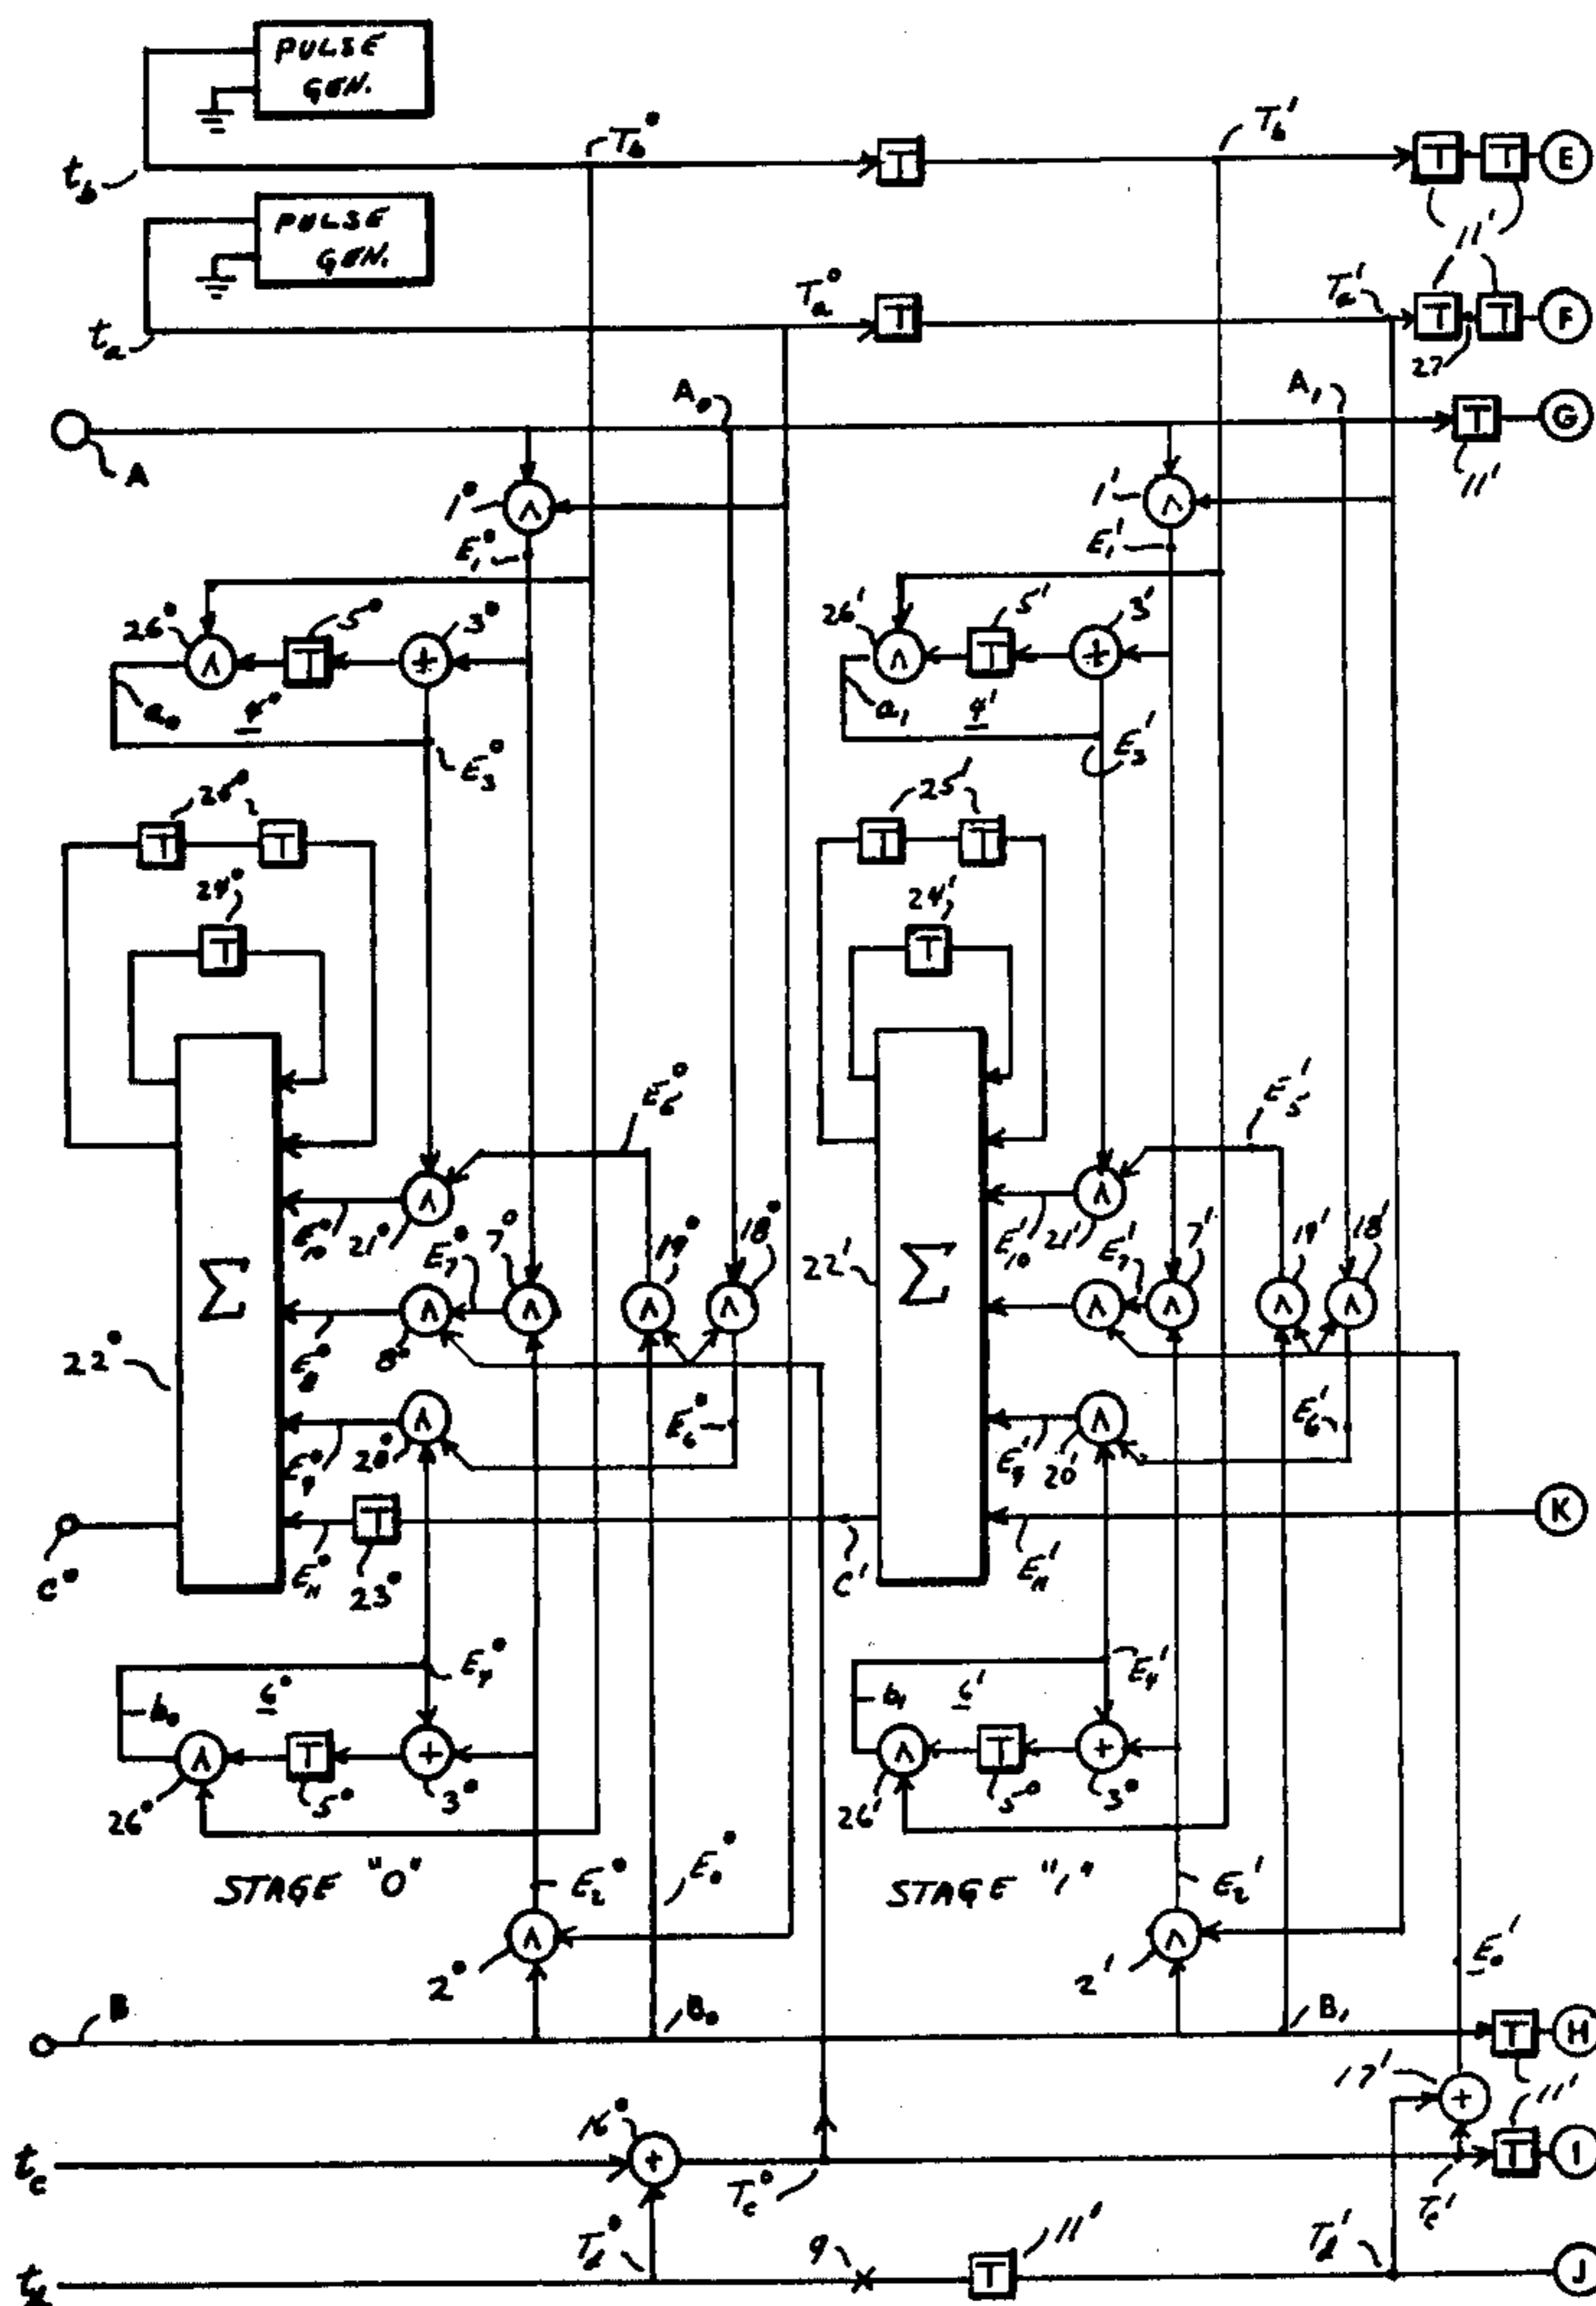 PULSE
GEN.
t_b
T_b°
T
T_b'
T
T
E
11'
PULSE
GEN.
t_a
T_a°
T
T_a'
T
T
F
27
A
A₀
A₁
T
G
11'
1°
∧
1'
∧
E₁°
E₁'
26°
5°
3°
26'
5'
3'
∧
T
+
∧
T
+
a₀
4°
a₁
4'
E₃°
E₃'
25°
25'
T
T
T
T
24°
24'
T
T
E₆°
E₅'
∧
∧
E₁₀°
21°
E₇°
7°
19°
18°
E₁₀'
21'
E₇'
7'
19'
18'
22'
Σ
Σ
∧
∧
∧
∧
∧
∧
∧
∧
22°
E₈°
8°
∧
∧
E₆°
E₆'
E₉°
20°
E₉'
20'
T
K
C°
E₁₁°
23°
C'
E₁₁'
E₄°
E₄'
b₀
6°
b₁
6'
∧
T
+
∧
T
+
26°
5°
3°
26'
5°
3°
STAGE "0"
E₂°
E₀°
STAGE "1"
E₂'
∧
∧
2°
2'
E₀'
B
B₀
B₁
T
H
17'
11'
+
16°
t_c
+
T
I
T_c°
T_c'
T_d°
9
11'
T_d'
T
J